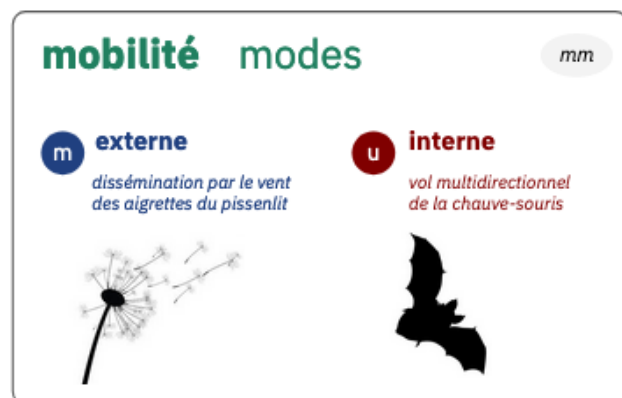 mobilité modes mm
m externe
dissémination par le vent
des aigrettes du pissenlit
u interne
vol multidirectionnel
de la chauve-souris